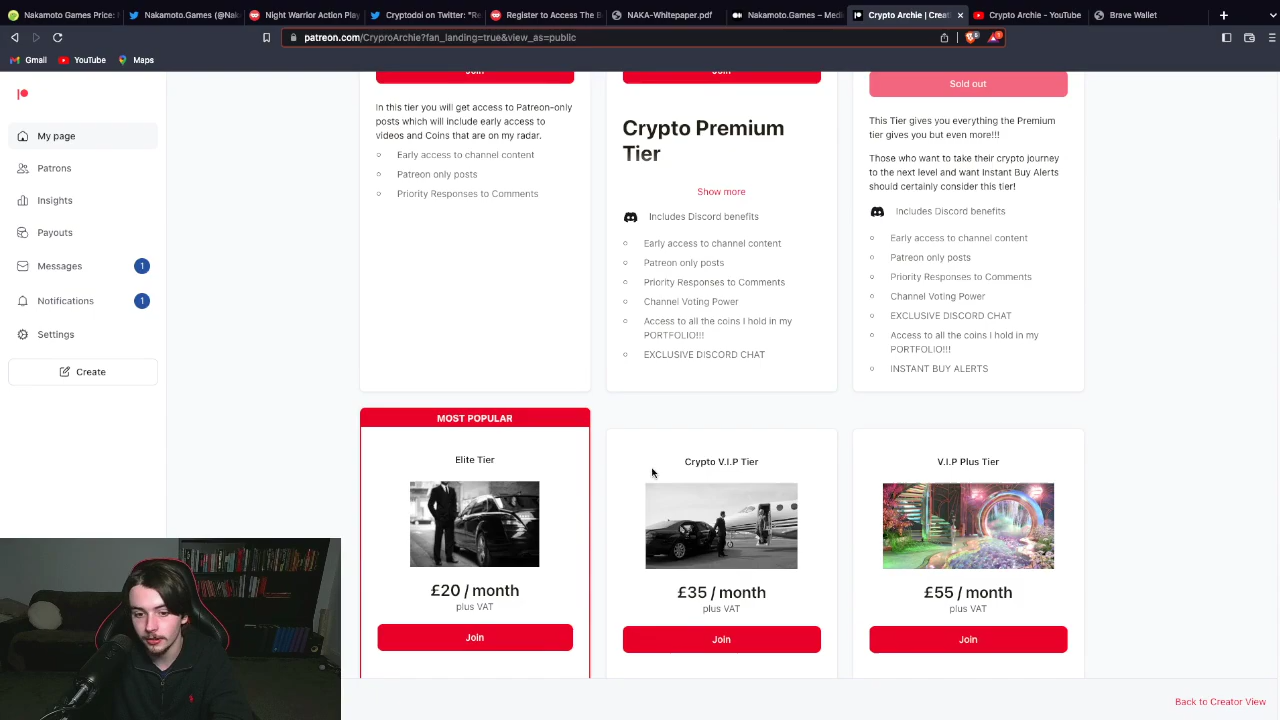 Nakamoto Games Price:
Nakamoto.Games (@Nak
Night Warrior Action Play
Cryptodoi on Twitter: "Re
Register to Access The B
NAKA-Whitepaper.pdf
Nakamoto.Games – Medi
Crypto Archie | Creat
Crypto Archie - YouTube
Brave Wallet
patreon.com/CryproArchie?fan_landing=true&view_as=public
Gmail
YouTube
Maps
My page
Patrons
Insights
Payouts
Messages
1
Notifications
1
Settings
Create
Join
In this tier you will get access to Patreon-only
posts which will include early access to
videos and Coins that are on my radar.
Early access to channel content
Patreon only posts
Priority Responses to Comments
Join
Crypto Premium
Tier
Show more
Includes Discord benefits
Early access to channel content
Patreon only posts
Priority Responses to Comments
Channel Voting Power
Access to all the coins I hold in my
PORTFOLIO!!!
EXCLUSIVE DISCORD CHAT
Sold out
This Tier gives you everything the Premium
tier gives you but even more!!!
Those who want to take their crypto journey
to the next level and want Instant Buy Alerts
should certainly consider this tier!
Includes Discord benefits
Early access to channel content
Patreon only posts
Priority Responses to Comments
Channel Voting Power
EXCLUSIVE DISCORD CHAT
Access to all the coins I hold in my
PORTFOLIO!!!
INSTANT BUY ALERTS
MOST POPULAR
Elite Tier
£20 / month
plus VAT
Join
Crypto V.I.P Tier
£35 / month
plus VAT
Join
V.I.P Plus Tier
£55 / month
plus VAT
Join
Back to Creator View